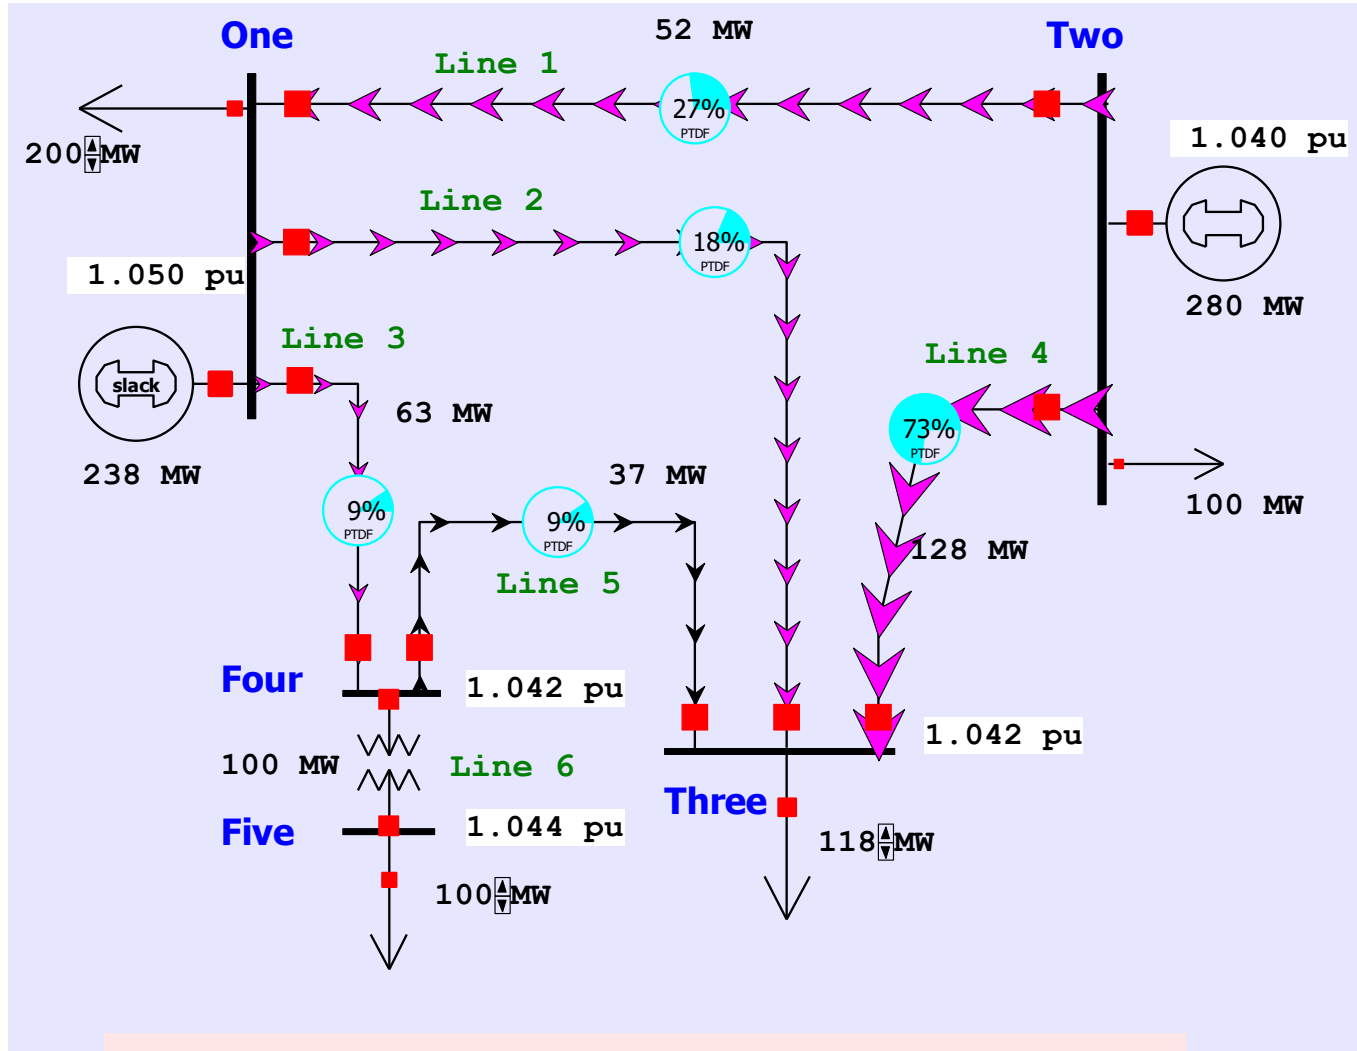 52 MW
One
Two
Line 1
27%
PTDF
200 MW
1.040 pu
Line 2
18%
PTDF
1.050 pu
280 MW
Line 3
Line 4
slack
63 MW
73%
PTDF
238 MW
37 MW
100 MW
9%
PTDF
9%
PTDF
128 MW
Line 5
Four
1.042 pu
1.042 pu
100 MW
Line 6
Three
Five
1.044 pu
118 MW
100 MW